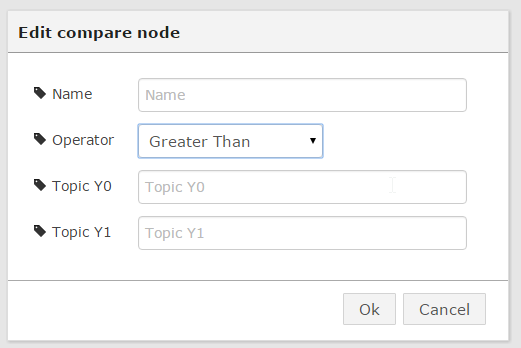 Edit compare node
Name Name
Operator Greater Than
Topic Y0 Topic Y0
Topic Y1 Topic Y1
Ok Cancel